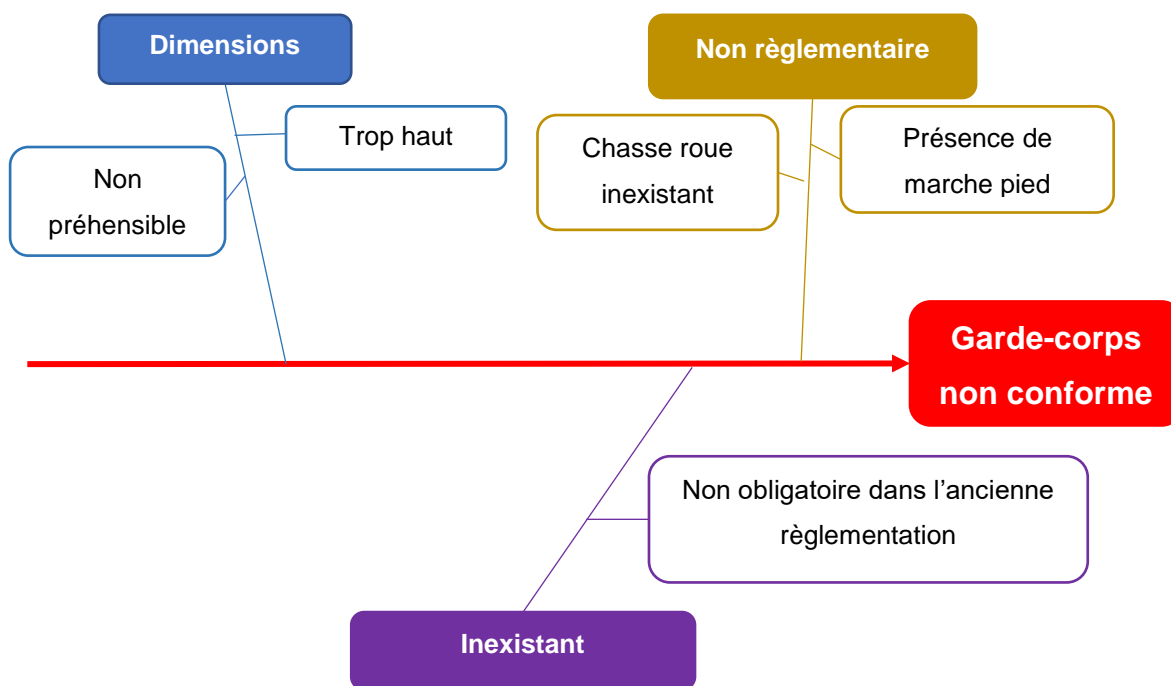 Dimensions
Non règlementaire
Trop haut
Non
préhensible
Chasse roue
inexistant
Présence de
marche pied
Garde-corps
non conforme
Non obligatoire dans l’ancienne
règlementation
Inexistant